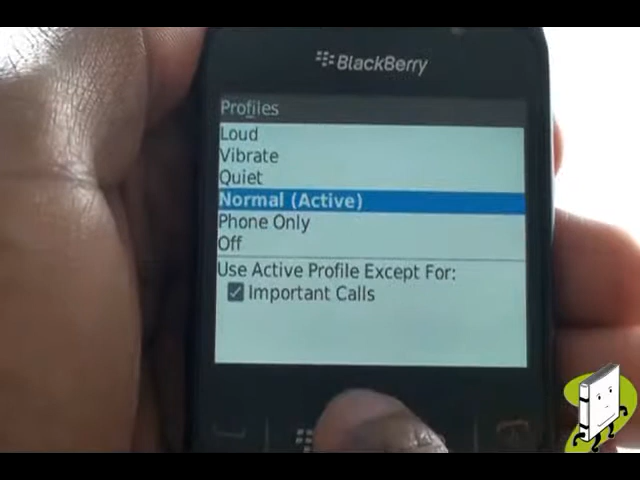 BlackBerry
Profiles
Loud
Vibrate
Quiet
Normal (Active)
Phone Only
Off
Use Active Profile Except For:
Important Calls